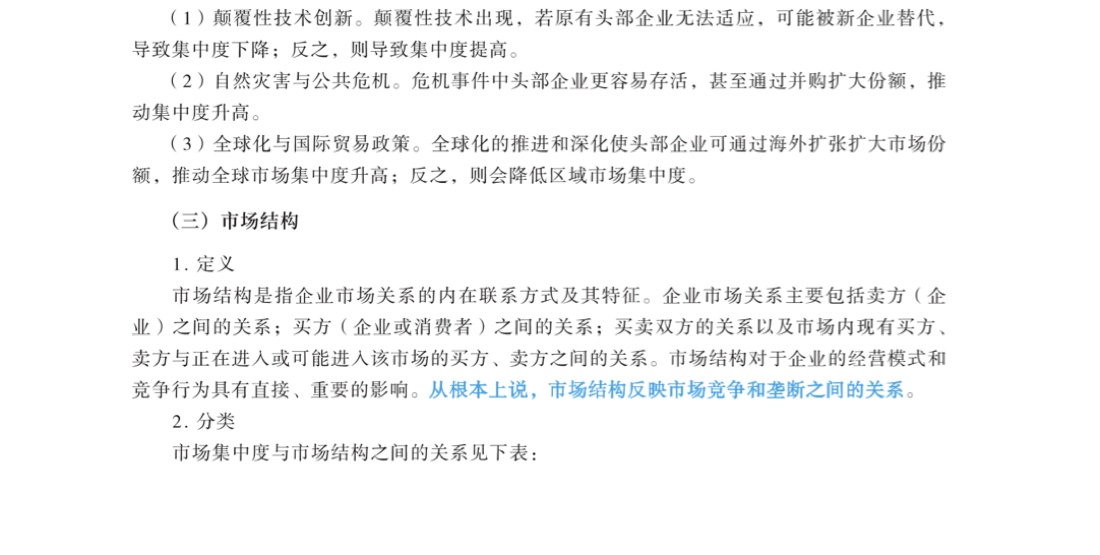 （1）颠覆性技术创新。颠覆性技术出现，若原有头部企业无法适应，可能被新企业替代，
导致集中度下降；反之，则导致集中度提高。
（2）自然灾害与公共危机。危机事件中头部企业更容易存活，甚至通过并购扩大份额，推
动集中度升高。
（3）全球化与国际贸易政策。全球化的推进和深化使头部企业可通过海外扩张扩大市场份
额，推动全球市场集中度升高；反之，则会降低区域市场集中度。
（三）市场结构
1. 定义
市场结构是指企业市场关系的内在联系方式及其特征。企业市场关系主要包括卖方（企
业）之间的关系；买方（企业或消费者）之间的关系；买卖双方的关系以及市场内现有买方、
卖方与正在进入或可能进入该市场的买方、卖方之间的关系。市场结构对于企业的经营模式和
竞争行为具有直接、重要的影响。从根本上说，市场结构反映市场竞争和垄断之间的关系。
2. 分类
市场集中度与市场结构之间的关系见下表：